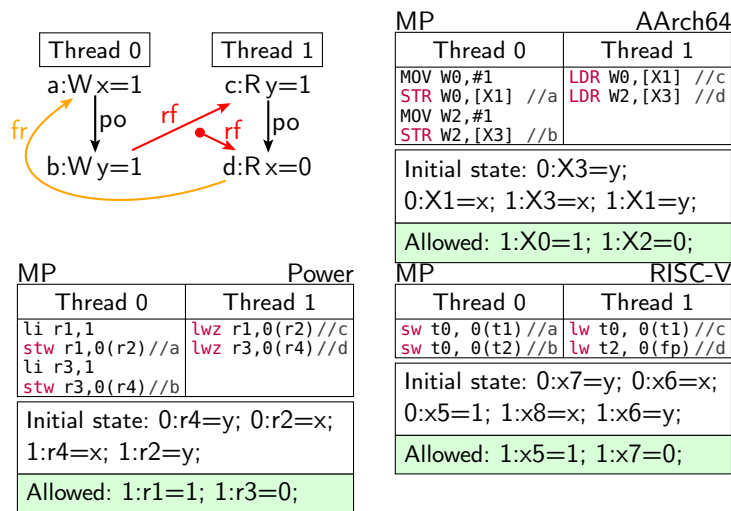 Thread 0 Thread 1
a:W x=1 c:R y=1
po rf po
fr rf
b:W y=1 d:R x=0
MP AArch64
Thread 0 Thread 1
MOV W0,#1 LDR W0,[X1] //c
STR W0,[X1] //a LDR W2,[X3] //d
MOV W2,#1
STR W2,[X3] //b
Initial state: 0:X3=y;
0:X1=x; 1:X3=x; 1:X1=y;
Allowed: 1:X0=1; 1:X2=0;
MP Power
Thread 0 Thread 1
li r1,1 lwz r1,0(r2)//c
stw r1,0(r2)//a lwz r3,0(r4)//d
li r3,1
stw r3,0(r4)//b
Initial state: 0:r4=y; 0:r2=x;
1:r4=x; 1:r2=y;
Allowed: 1:r1=1; 1:r3=0;
MP RISC-V
Thread 0 Thread 1
sw t0, 0(t1)//a lw t0, 0(t1)//c
sw t0, 0(t2)//b lw t2, 0(fp)//d
Initial state: 0:x7=y; 0:x6=x;
0:x5=1; 1:x8=x; 1:x6=y;
Allowed: 1:x5=1; 1:x7=0;